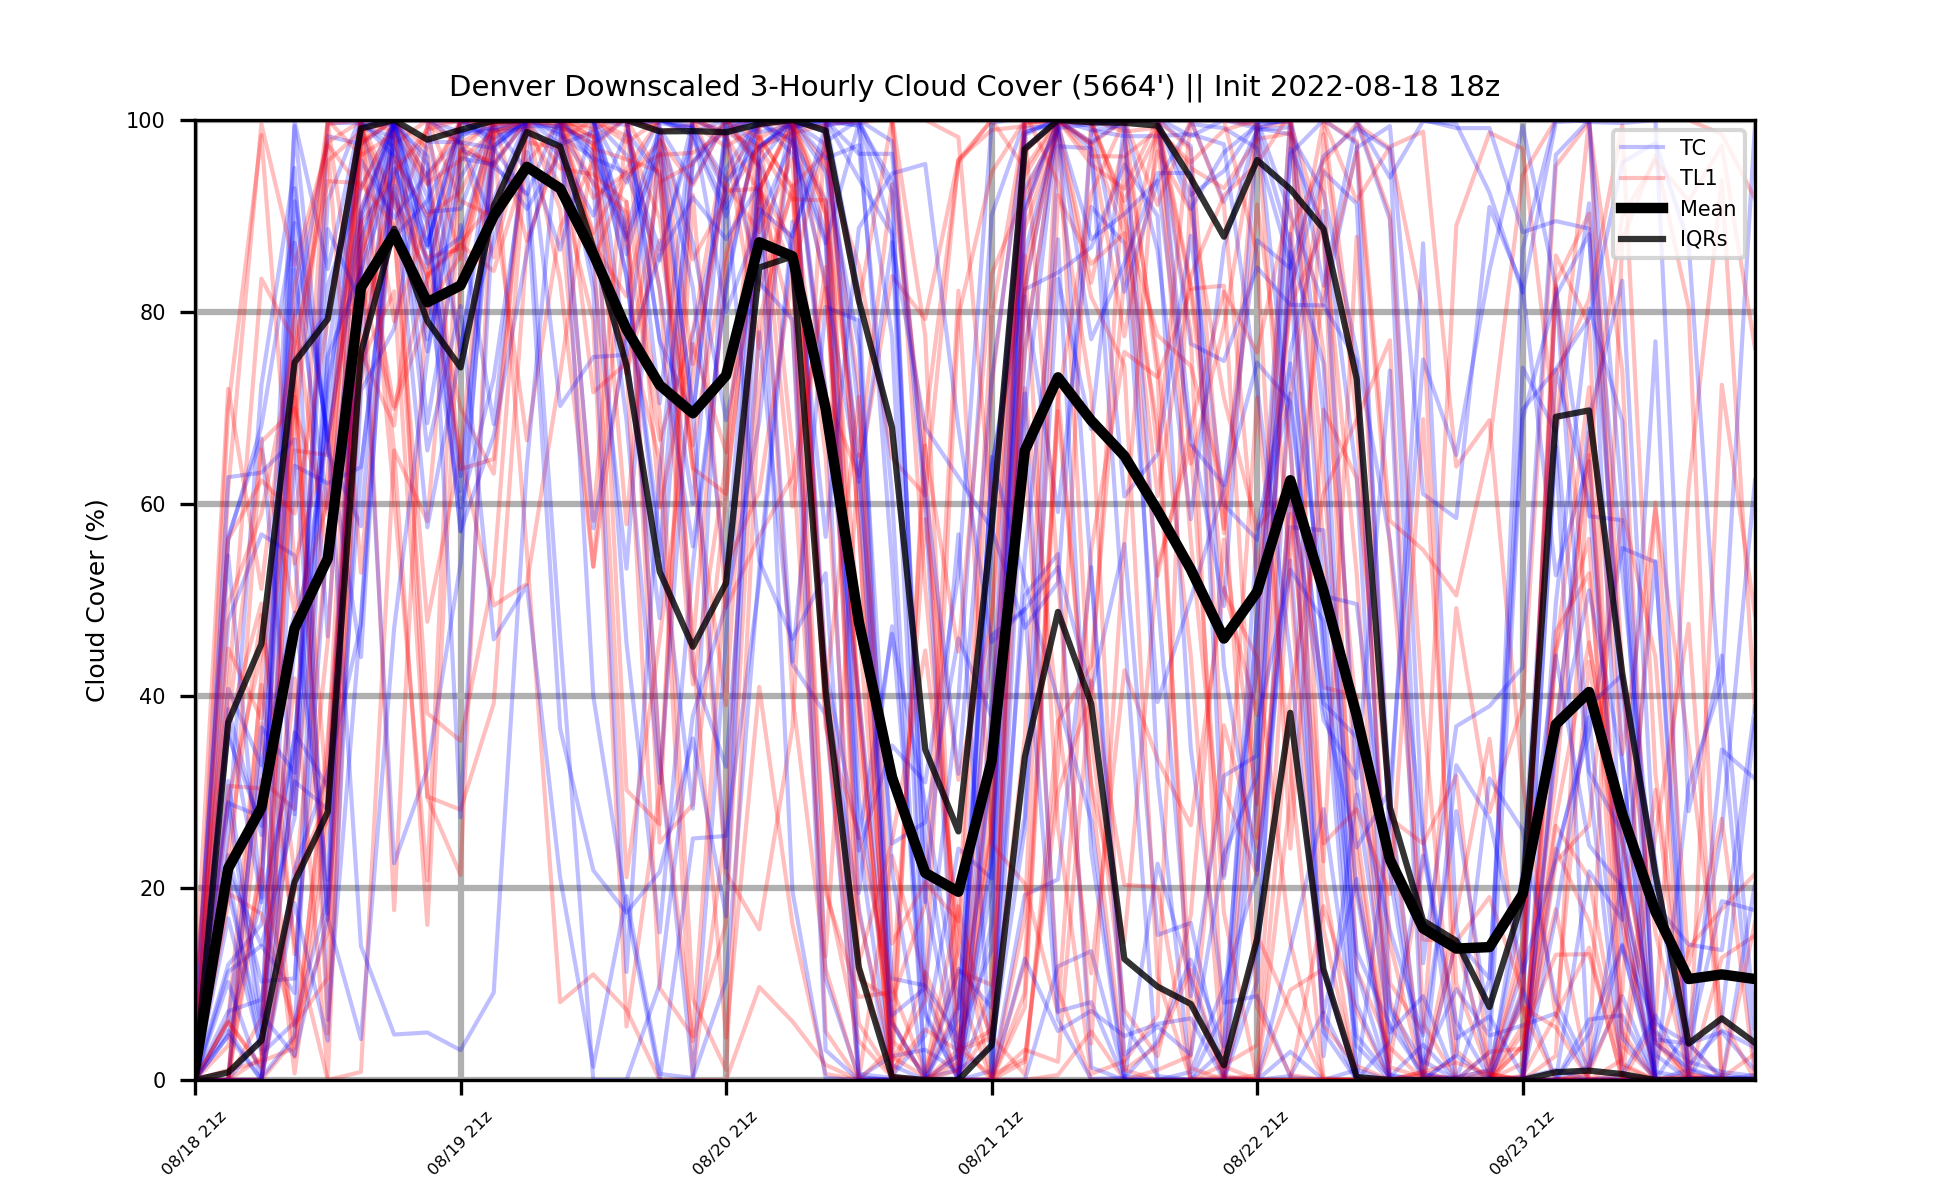 Denver Downscaled 3-Hourly Cloud Cover (5664') || Init 2022-08-18 18z
100
80
60
40
20
0
Cloud Cover (%)
TC
TL1
Mean
IQRs
08/18 21z
08/19 21z
08/20 21z
08/21 21z
08/22 21z
08/23 21z